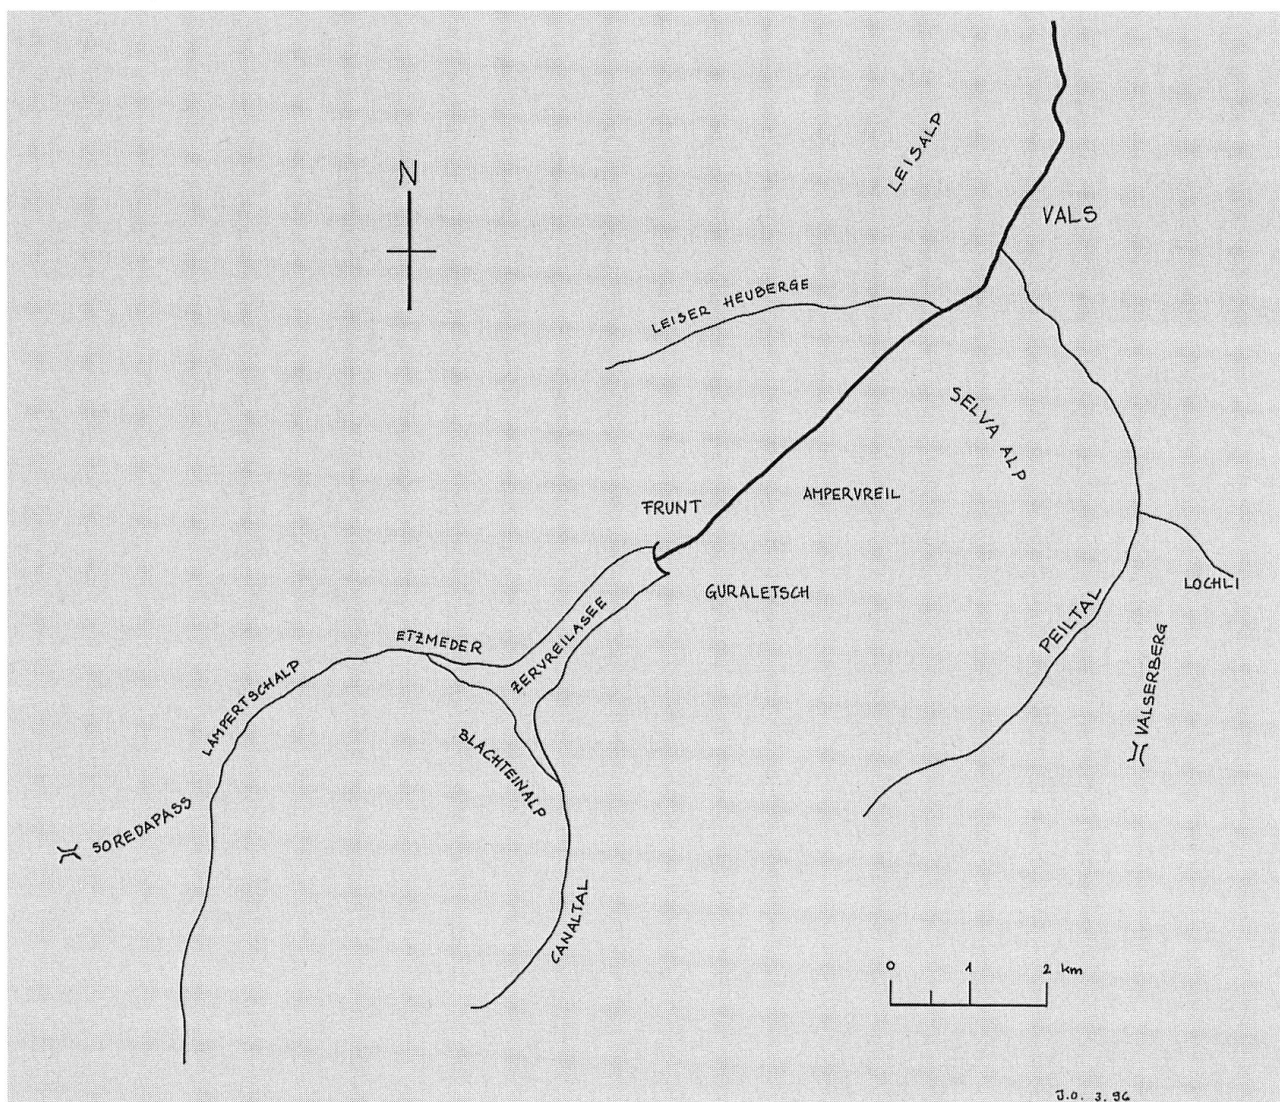 LEISALP
N
VALS
LEISER HEUBERGE
SELVA ALP
FRUNT
AMPERVREIL
GURALETSCH
LOCHLI
PEILTAL
ETZMEDER
ZERVREILASEE
VALSERBERG
LAMPERTSCHALP
BLACHTEINALP
SOREDAPASS
CANALTAL
0 1 2 km
J.O. 3.96